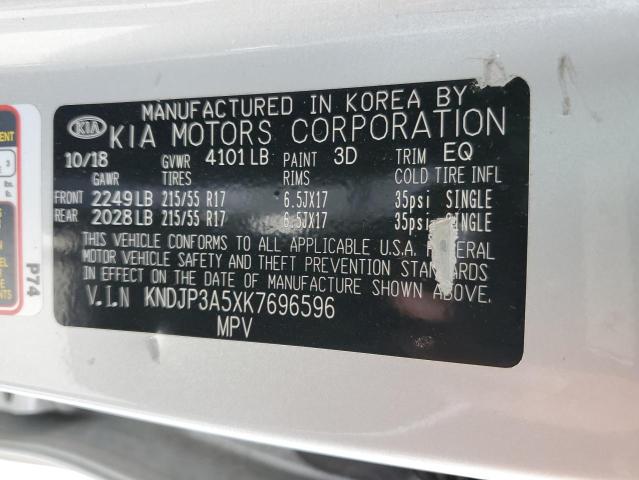 MANUFACTURED IN KOREA BY
KIA KIA MOTORS CORPORATION
10/18 GVWR 4101 LB PAINT 3D TRIM EQ
GAWR TIRES RIMS COLD TIRE INFL
FRONT 2249 LB 215/55 R17 6.5JX17 35psi SINGLE
REAR 2028 LB 215/55 R17 6.5JX17 35psi SINGLE
THIS VEHICLE CONFORMS TO ALL APPLICABLE U.S.A. FEDERAL
MOTOR VEHICLE SAFETY AND THEFT PREVENTION STANDARDS
IN EFFECT ON THE DATE OF MANUFACTURE SHOWN ABOVE.
V.I.N KNDJP3A5XK7696596
MPV
P74
3